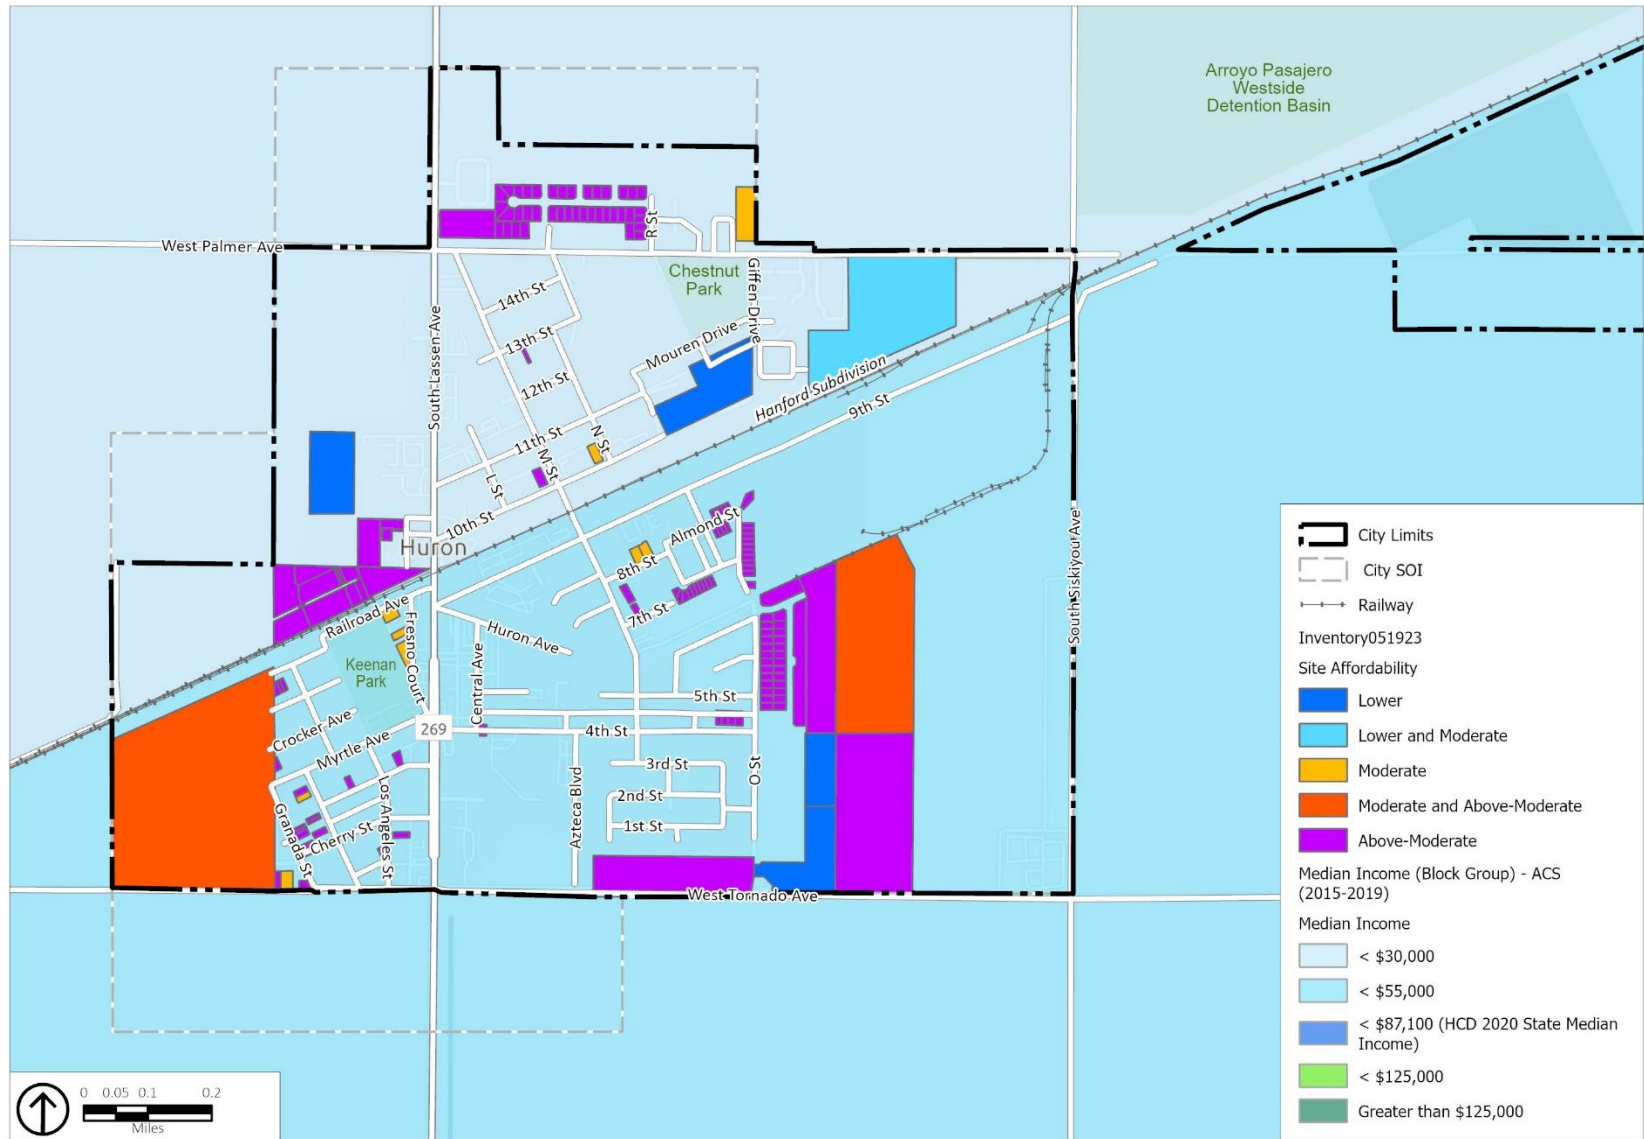 Arroyo Pasajero
Westside
Detention Basin
West Palmer Ave
R St
Chestnut
Park
Giffen Drive
South Lassen Ave
14th St
13th St
Mouren Drive
12th St
Hanford Subdivision
9th St
11th St
N St
M St
L St
10th St
Huron
Almond St
8th St
7th St
South Siskiyou Ave
Railroad Ave
Fresno Court
Huron Ave
Keenan
Park
Central Ave
5th St
269
4th St
Crocker Ave
Myrtle Ave
3rd St
O St
2nd St
Azteca Blvd
1st St
Los Angeles St
Granada St
Cherry St
West Tornado Ave
City Limits
City SOI
Railway
Inventory051923
Site Affordability
Lower
Lower and Moderate
Moderate
Moderate and Above-Moderate
Above-Moderate
Median Income (Block Group) - ACS
(2015-2019)
Median Income
< $30,000
< $55,000
< $87,100 (HCD 2020 State Median
Income)
< $125,000
Greater than $125,000
0 0.05 0.1 0.2
Miles